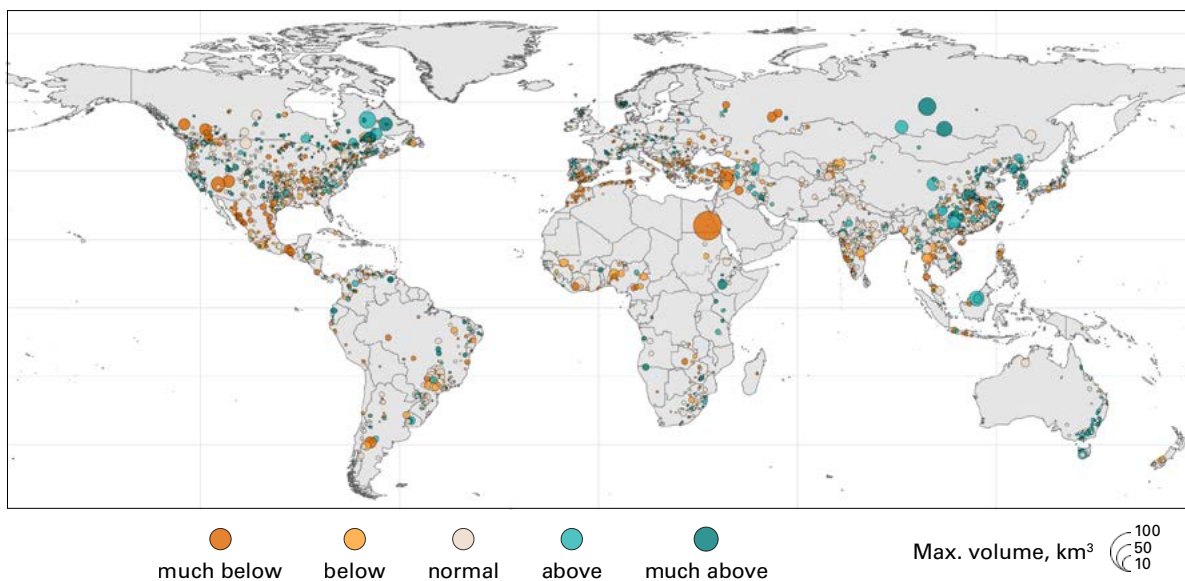 much below
below
normal
above
much above
Max. volume, km³
100
50
10